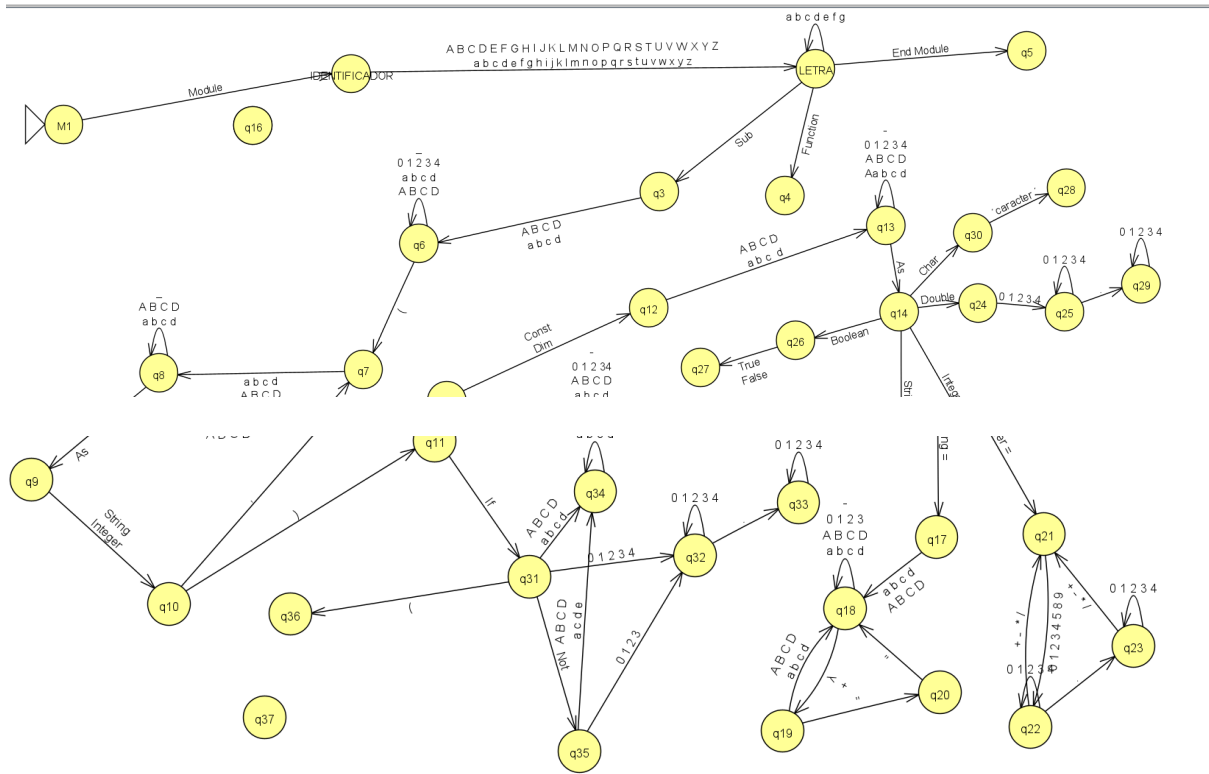 a b c d e f g
A B C D E F G H I J K L M N O P Q R S T U V W X Y Z
a b c d e f g h i j k l m n o p q r s t u v w x y z
End Module
q5
IDENTIFICADOR
LETRA
Module
M1
q16
Sub
Function
_
0 1 2 3 4
a b c d
A B C D
q3
q4
-
0 1 2 3 4
A B C D
A a b c d
q28
'caracter'
q6
A B C D
a b c d
q13
q30
0 1 2 3 4
A B C D
a b c d
As
Char
0 1 2 3 4
q29
_
A B C D
a b c d
(
q12
q14
Double
q24
0 1 2 3 4
q25
.
Const
Dim
Boolean
q26
q8
a b c d
A B C D
q7
-
0 1 2 3 4
A B C D
a b c d
q27
True
False
Stri
Integ
As
A B C D
q11
a b c d
0 1 2 3 4
ng =
er =
q9
)
If
q34
q33
-
0 1 2 3
A B C D
a b c d
String
Integer
A B C D
a b c d
0 1 2 3 4
q17
q21
0 1 2 3 4
q32
q31
a b c d
A B C D
+ - * /
q10
(
q36
q18
+ - * /
0 1 2 3 4 5 8 9
0 1 2 3 4
Not
A B C D
a c d e
0 1 2 3
A B C D
a b c d
"
q23
0 1 2 3 4
.
q37
q35
"
q20
q19
q22